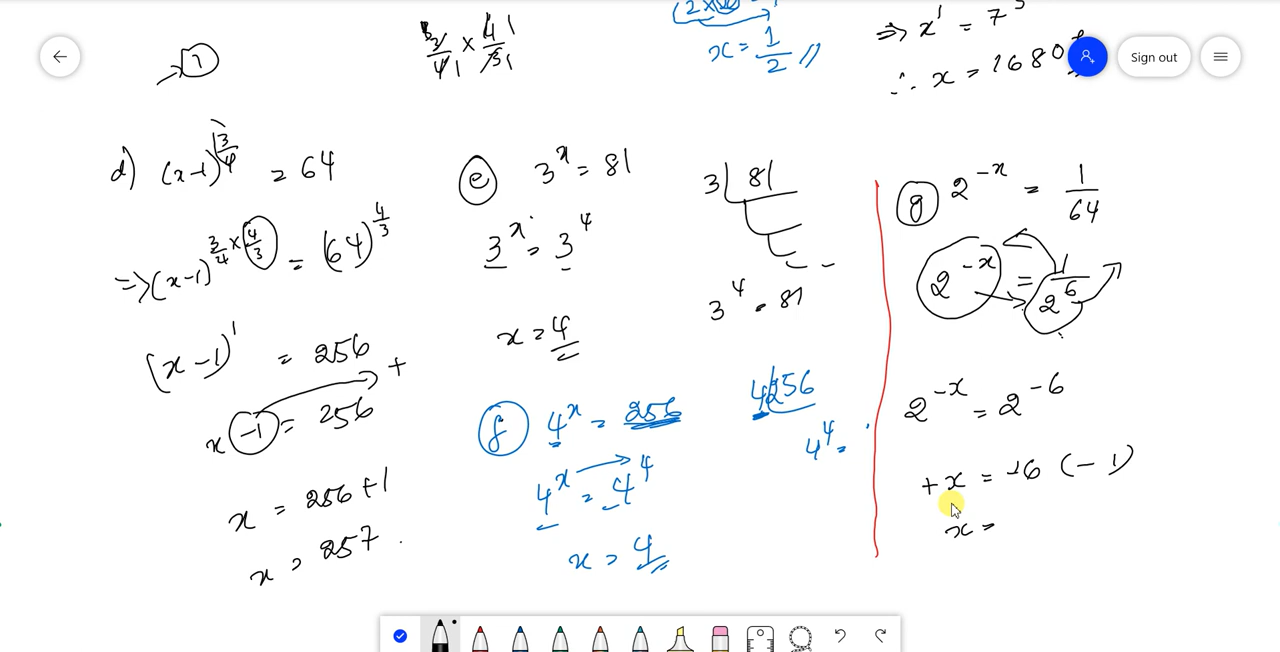 3/4 × 4/3
x = 1/2 //
⇒ x¹ = 7⁵
∴ x = 16807
Sign out
→ 1
d) (x-1)^3/4 = 64
⇒ (x-1)^3/4 × 4/3 = (64)^4/3
(x-1)¹ = 256
+
x -1 = 256
x = 256 +1
x = 257 .
e 3^x = 81
3^x = 3^4
x = 4
3 | 81
3^4 = 81
f 4^x = 256
4^x = 4^4
x = 4
4 | 256
4^4 =
g 2^-x = 1/64
2^-x = 1/2^6
2^-x = 2^-6
+x = +6 (-1)
x =